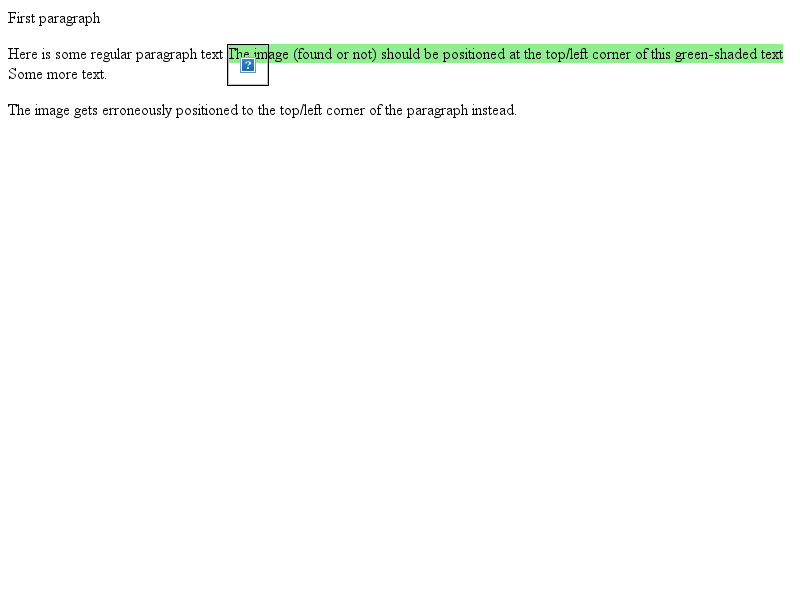 First paragraph
Here is some regular paragraph text The image (found or not) should be positioned at the top/left corner of this green-shaded text
Some more text.
The image gets erroneously positioned to the top/left corner of the paragraph instead.